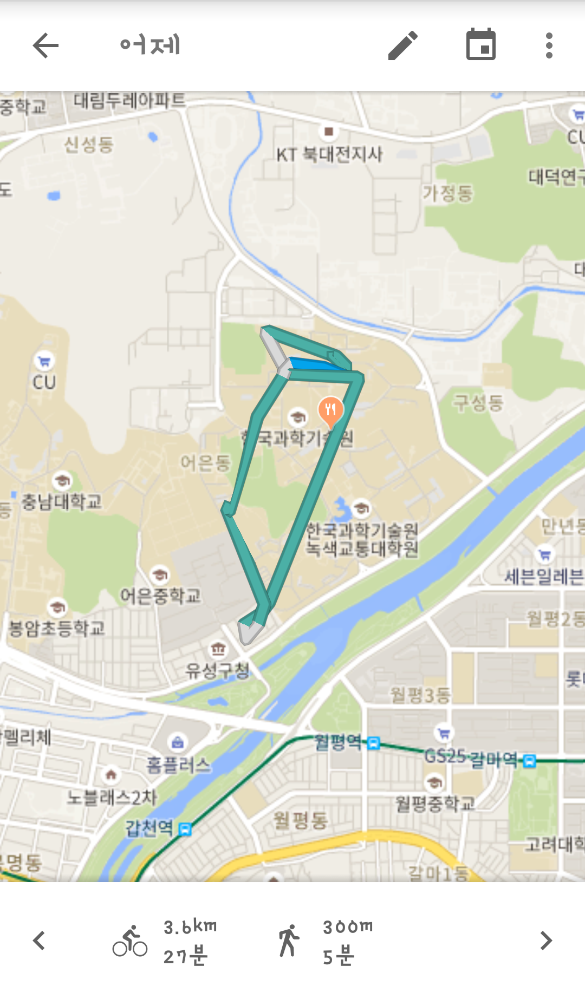 어제
중학교
대림두레아파트
신성동
KT 북대전지사
CU
도
가정동
대덕연구
대
CU
구성동
한국과학기술원
어은동
충남대학교
동
한국과학기술원
녹색교통대학원
만년동
세븐일레븐
어은중학교
봉암초등학교
월평2동
유성구청
월평3동
롯데
멜리체
월평역
GS25
갈마역
홈플러스
노블래스2차
월평중학교
갑천역
월평동
고려대학
봉명동
갈마1동
3.6km
27분
300m
5분